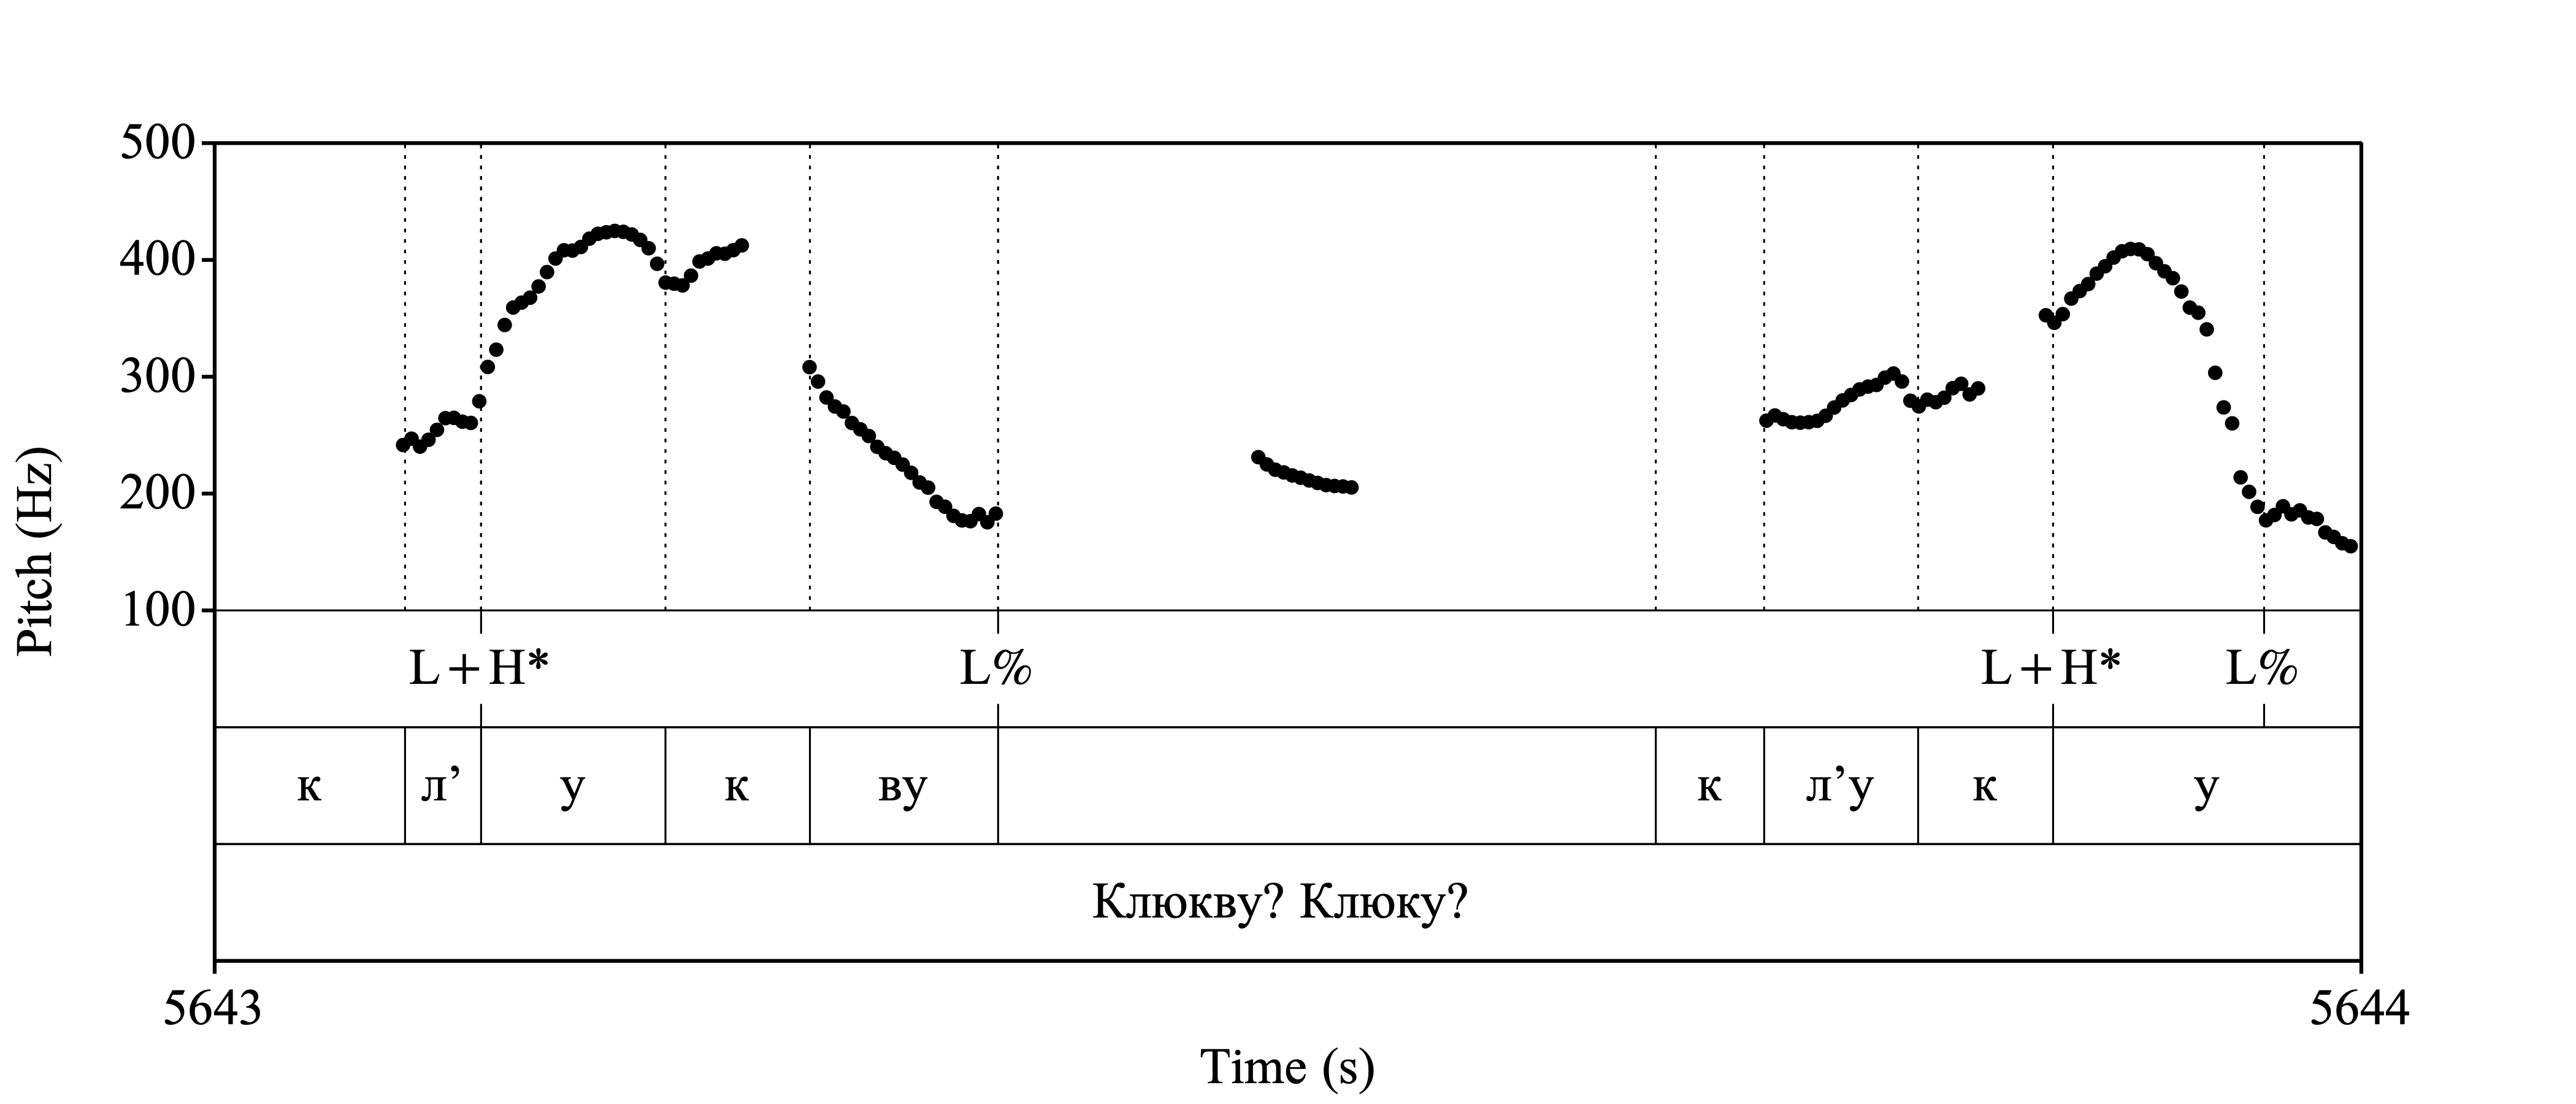 500
400
300
200
100
Pitch (Hz)
L+H* L% L+H* L%
к л’ у к ву к л’у к у
Клюкву? Клюку?
5643 5644
Time (s)